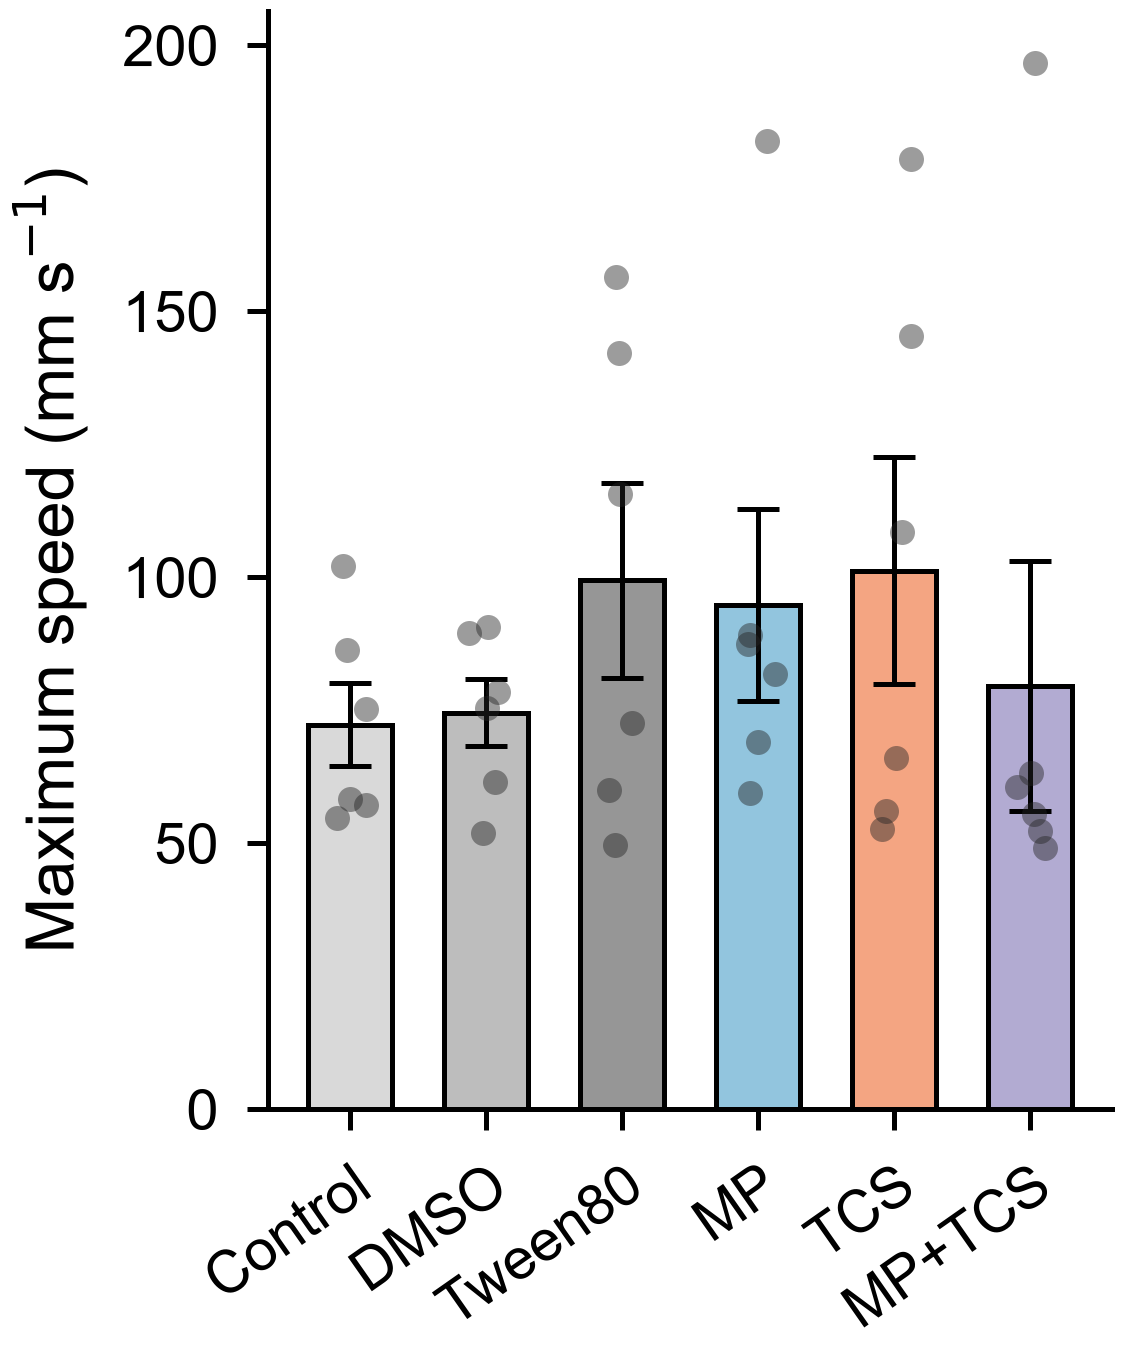 Maximum speed (mm s⁻¹)
200
150
100
50
0
Control
DMSO
Tween80
MP
TCS
MP+TCS